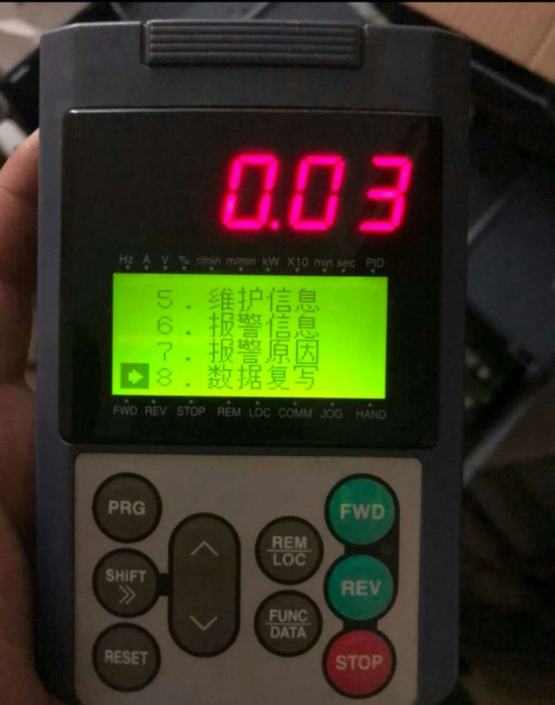 0.03
Hz A V % r/min m/min kW X10 min sec PID
5. 维护信息
6. 报警信息
7. 报警原因
8. 数据复写
FWD REV STOP REM LOC COMM JOG HAND
PRG
SHIFT
RESET
REM
LOC
FUNC
DATA
FWD
REV
STOP